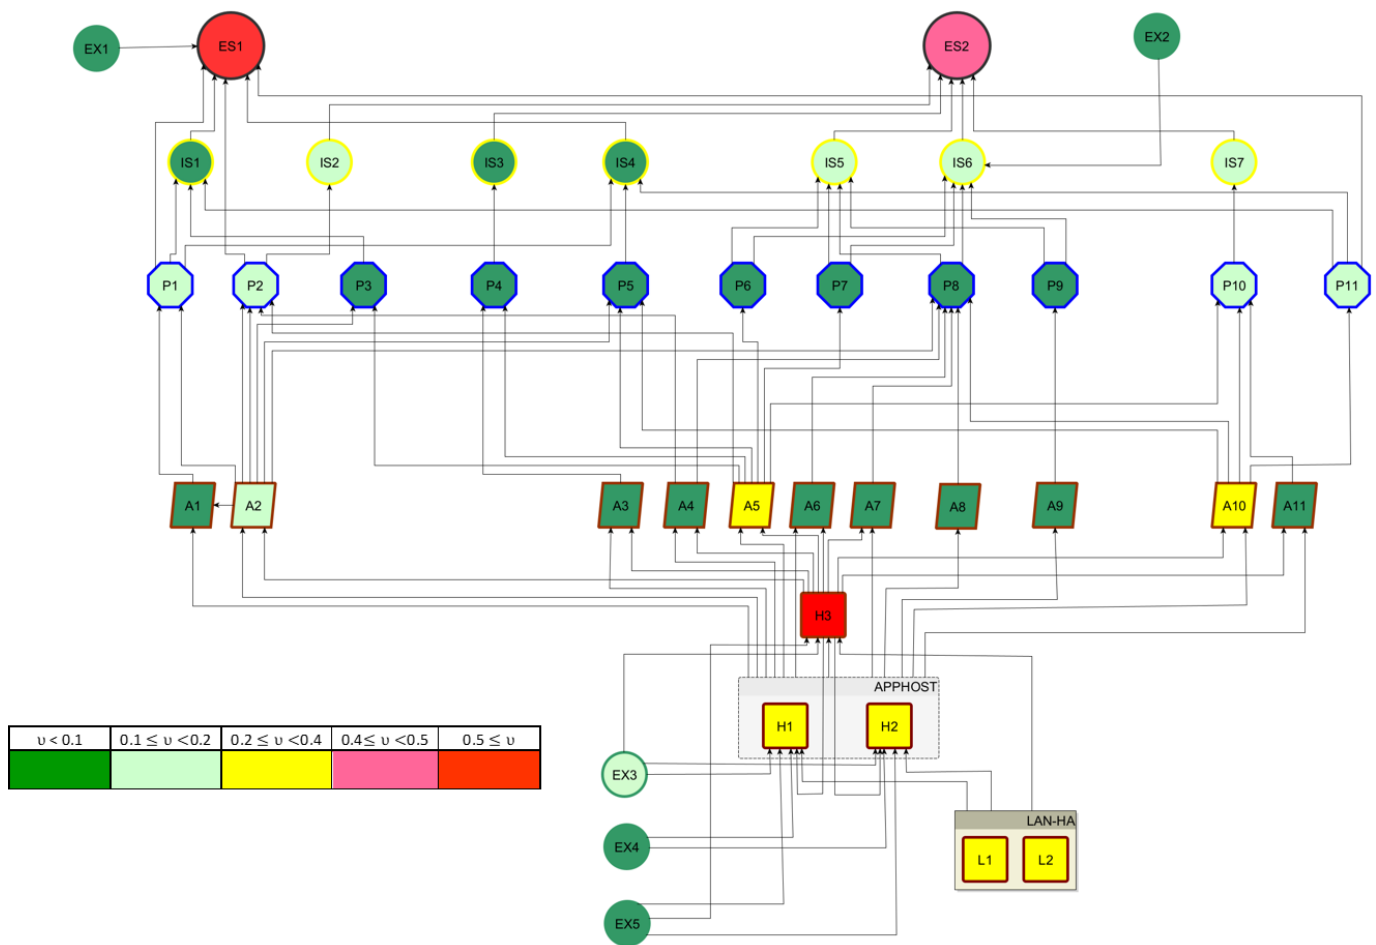 EX1
ES1
ES2
EX2
IS1
IS2
IS3
IS4
IS5
IS6
IS7
P1
P2
P3
P4
P5
P6
P7
P8
P9
P10
P11
A1
A2
A3
A4
A5
A6
A7
A8
A9
A10
A11
H3
APPHOST
H1
H2
υ < 0.1
0.1 ≤ υ <0.2
0.2 ≤ υ <0.4
0.4≤ υ <0.5
0.5 ≤ υ
EX3
LAN-HA
EX4
L1
L2
EX5